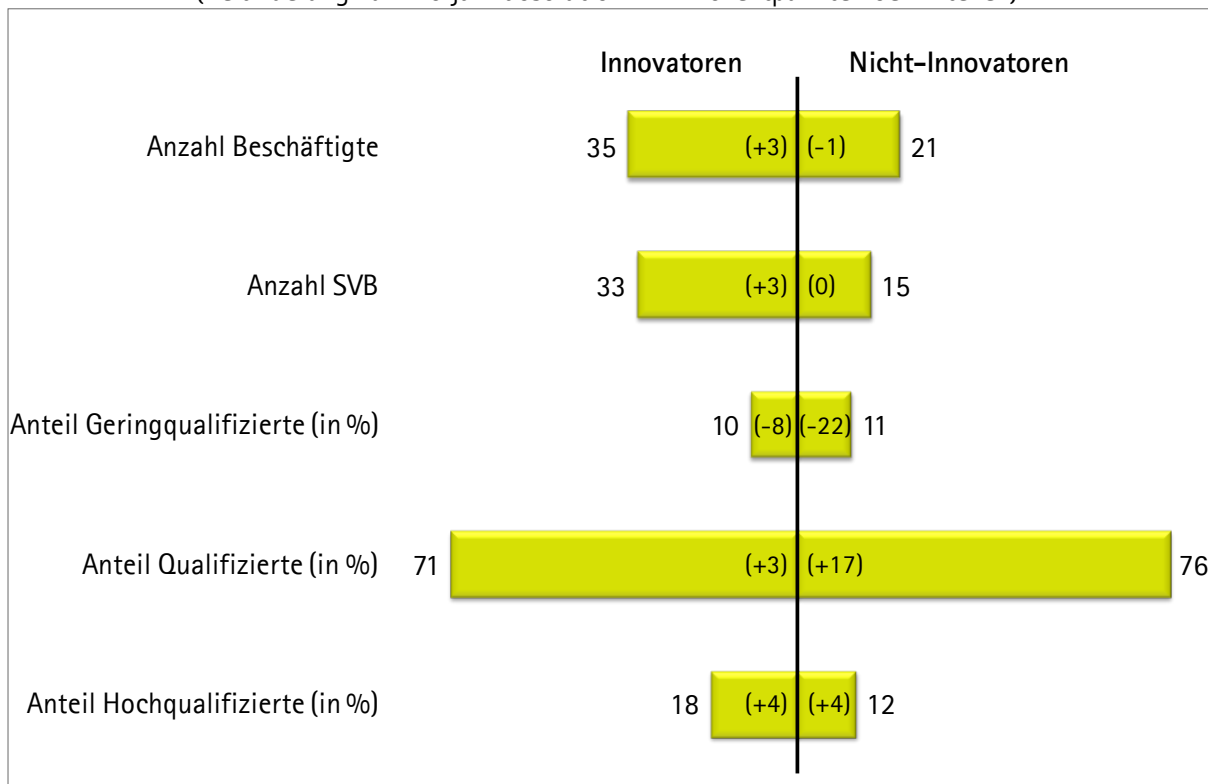 Innovatoren Nicht-Innovatoren
Anzahl Beschäftigte 35 (+3) (-1) 21
Anzahl SVB 33 (+3) (0) 15
Anteil Geringqualifizierte (in %) 10 (-8) (-22) 11
Anteil Qualifizierte (in %) 71 (+3) (+17) 76
Anteil Hochqualifizierte (in %) 18 (+4) (+4) 12